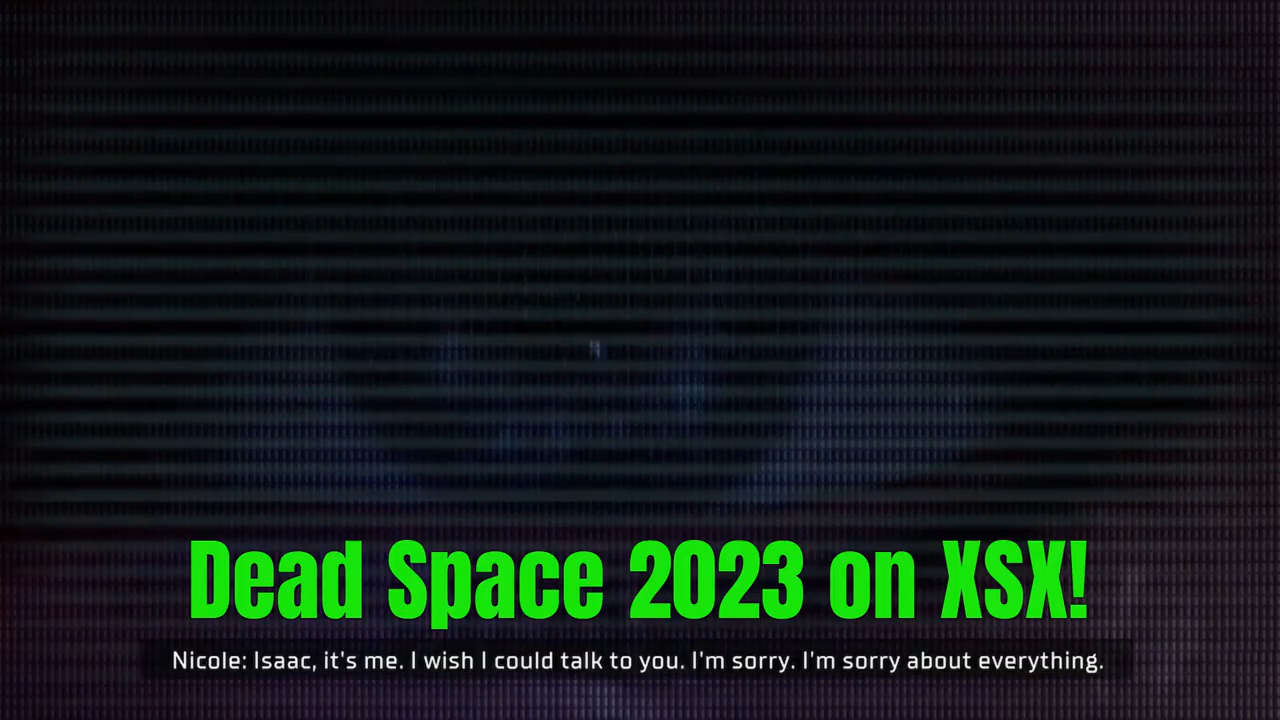 Dead Space 2023 on XSX!
Nicole: Isaac, it's me. I wish I could talk to you. I'm sorry. I'm sorry about everything.